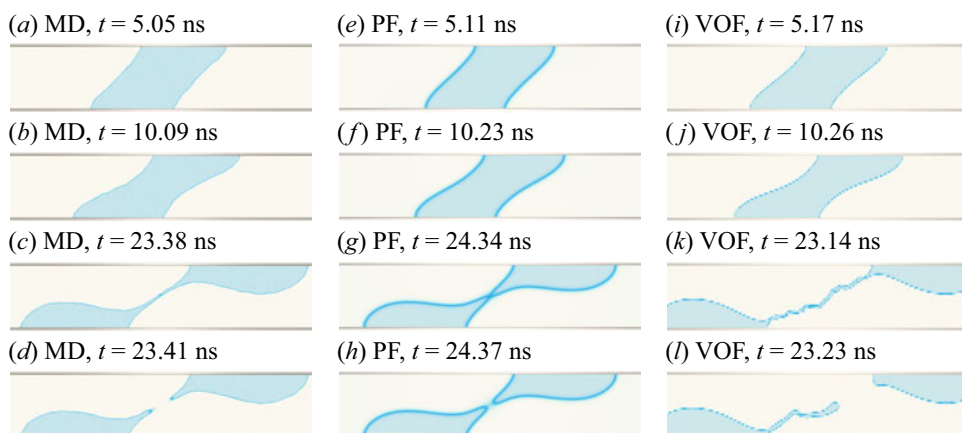 (a) MD, t = 5.05 ns
(e) PF, t = 5.11 ns
(i) VOF, t = 5.17 ns
(b) MD, t = 10.09 ns
(f) PF, t = 10.23 ns
(j) VOF, t = 10.26 ns
(c) MD, t = 23.38 ns
(g) PF, t = 24.34 ns
(k) VOF, t = 23.14 ns
(d) MD, t = 23.41 ns
(h) PF, t = 24.37 ns
(l) VOF, t = 23.23 ns